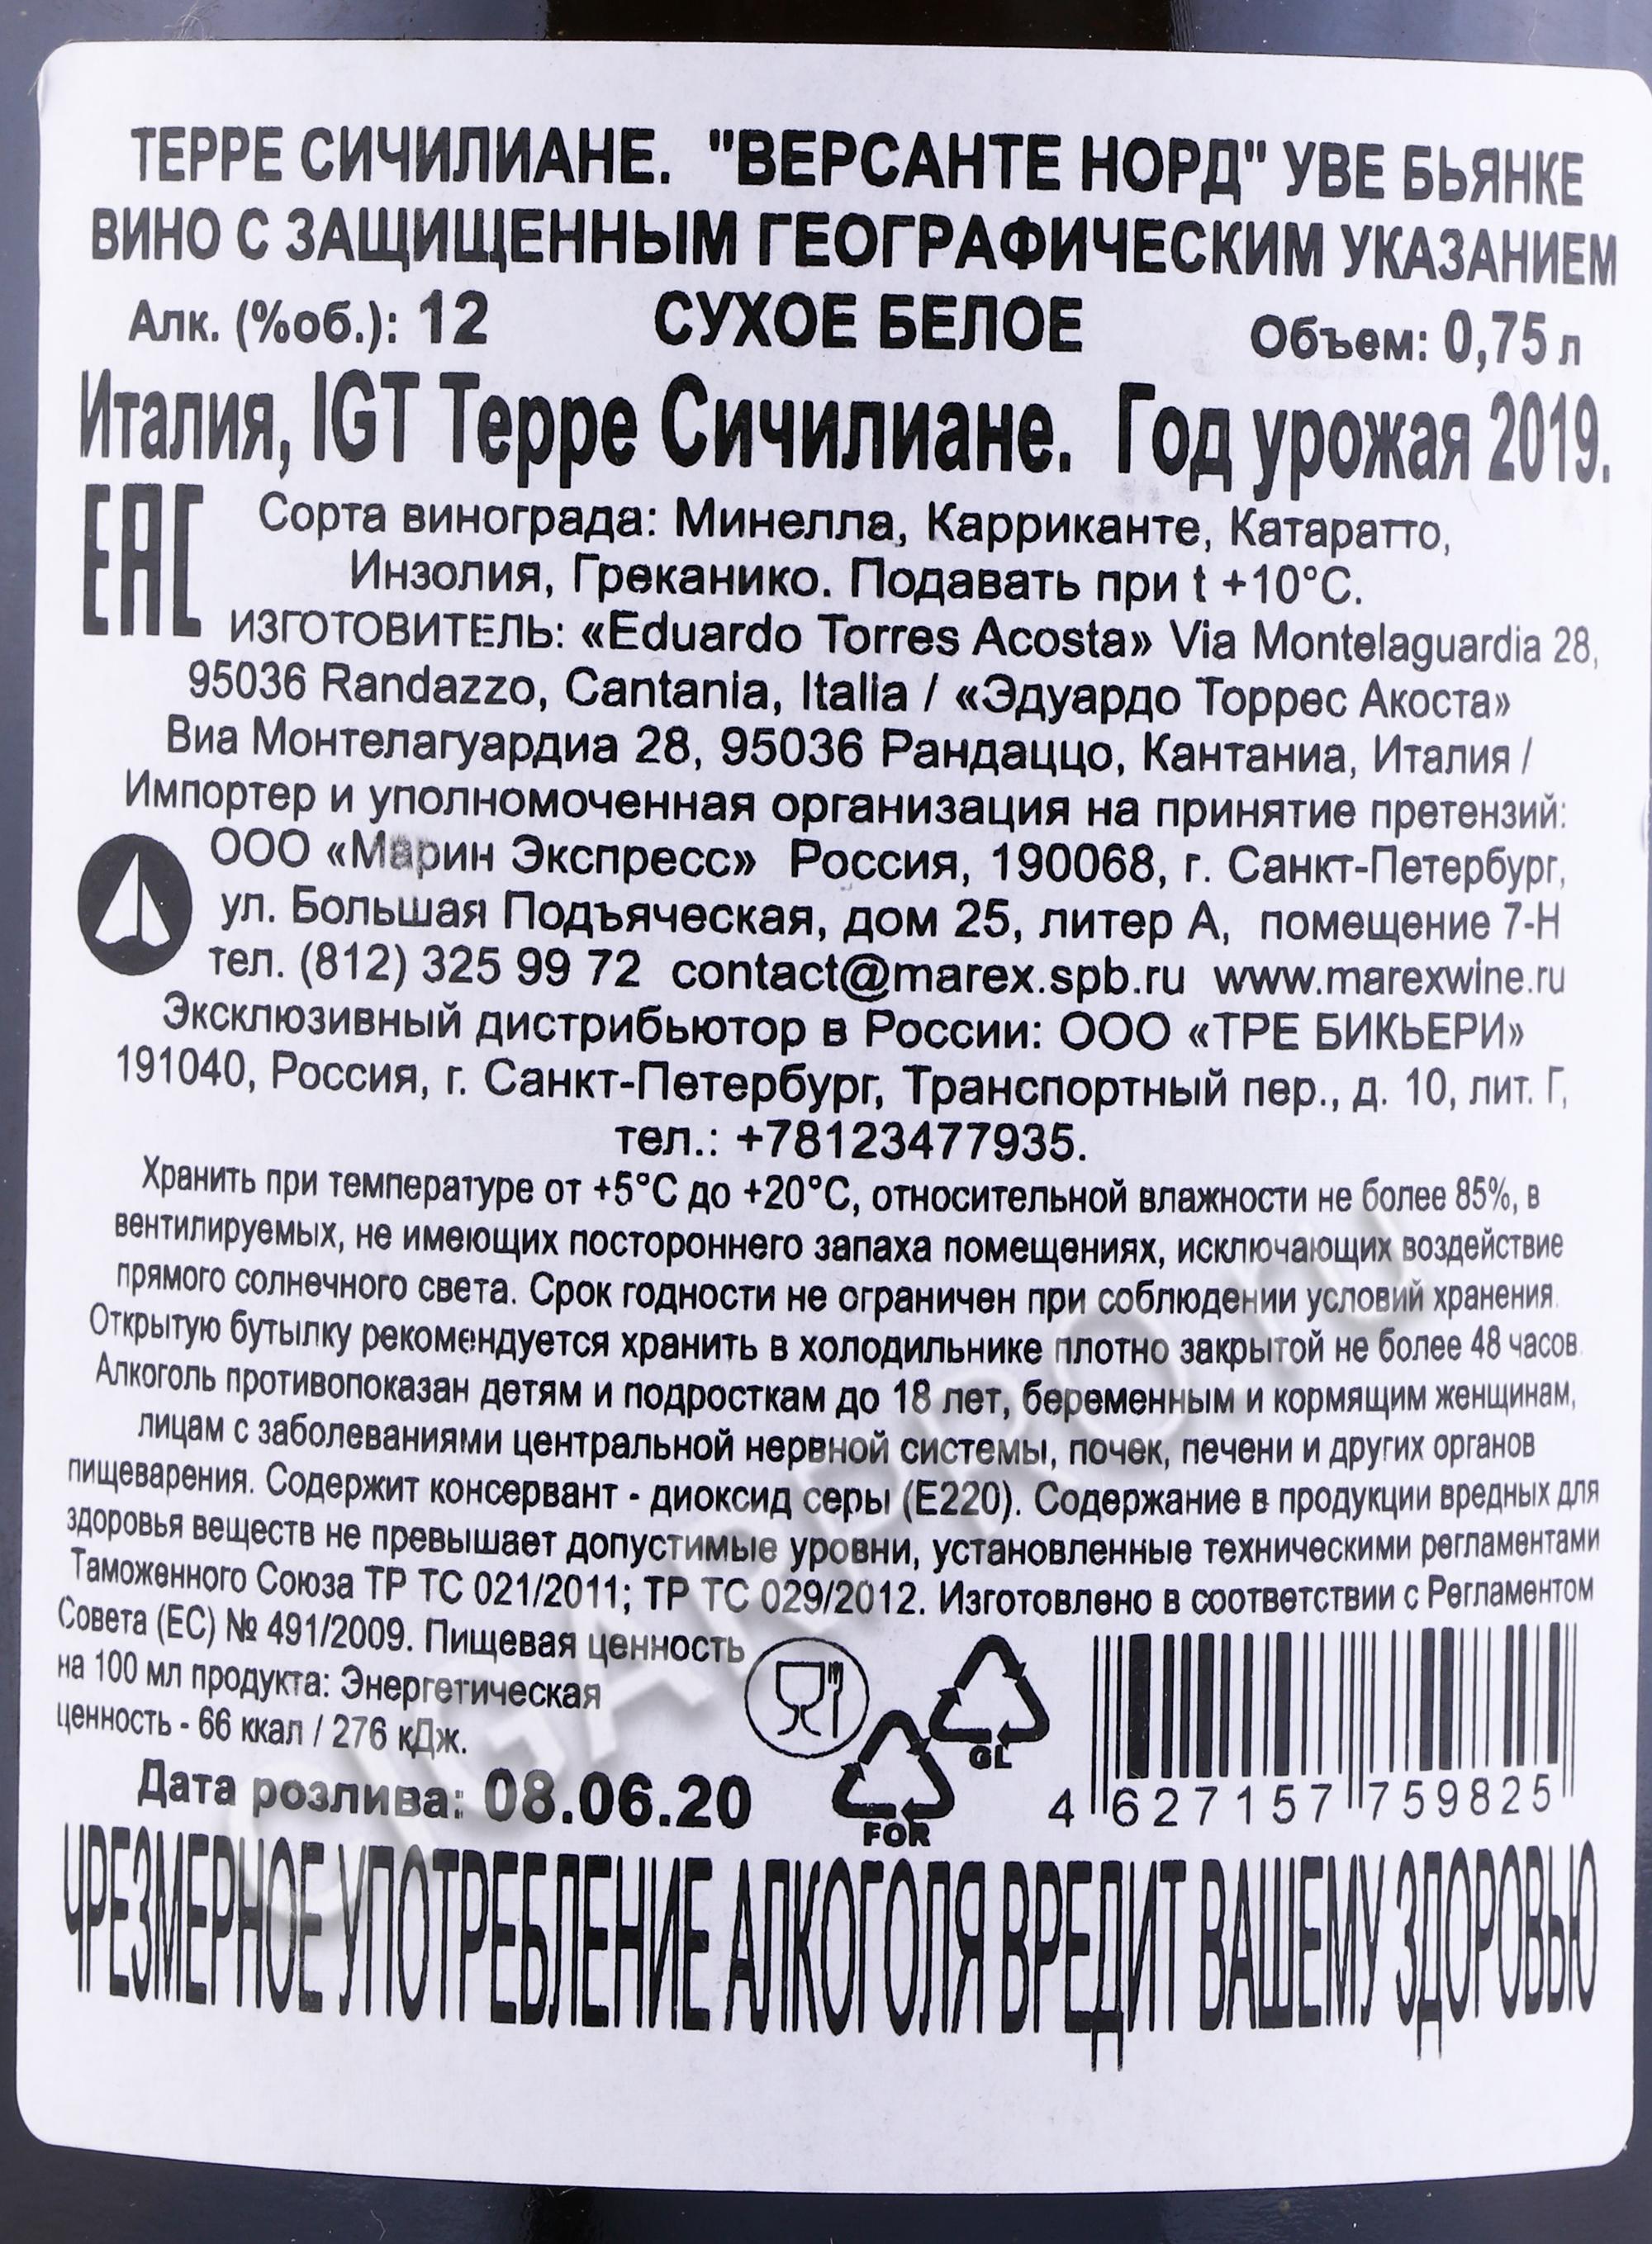 ТЕРРЕ СИЧИЛИАНЕ. "ВЕРСАНТЕ НОРД" УВЕ БЬЯНКЕ
ВИНО С ЗАЩИЩЕННЫМ ГЕОГРАФИЧЕСКИМ УКАЗАНИЕМ
Алк. (%об.): 12 СУХОЕ БЕЛОЕ Объем: 0,75 л
Италия, IGT Терре Сичилиане. Год урожая 2019.
EAC Сорта винограда: Минелла, Карриканте, Катаратто,
Инзолия, Греканико. Подавать при t +10°С.
ИЗГОТОВИТЕЛЬ: «Eduardo Torres Acosta» Via Montelaguardia 28,
95036 Randazzo, Cantania, Italia / «Эдуардо Торрес Акоста»
Виа Монтелагуардиа 28, 95036 Рандаццо, Кантаниа, Италия /
Импортер и уполномоченная организация на принятие претензий:
ООО «Марин Экспресс» Россия, 190068, г. Санкт-Петербург,
ул. Большая Подъяческая, дом 25, литер А, помещение 7-Н
тел. (812) 325 99 72 contact@marex.spb.ru www.marexwine.ru
Эксклюзивный дистрибьютор в России: ООО «ТРЕ БИКЬЕРИ»
191040, Россия, г. Санкт-Петербург, Транспортный пер., д. 10, лит. Г,
тел.: +78123477935.
Хранить при температуре от +5°С до +20°С, относительной влажности не более 85%, в
вентилируемых, не имеющих постороннего запаха помещениях, исключающих воздействие
прямого солнечного света. Срок годности не ограничен при соблюдении условий хранения.
Открытую бутылку рекомендуется хранить в холодильнике плотно закрытой не более 48 часов.
Алкоголь противопоказан детям и подросткам до 18 лет, беременным и кормящим женщинам,
лицам с заболеваниями центральной нервной системы, почек, печени и других органов
пищеварения. Содержит консервант - диоксид серы (Е220). Содержание в продукции вредных для
здоровья веществ не превышает допустимые уровни, установленные техническими регламентами
Таможенного Союза ТР ТС 021/2011; ТР ТС 029/2012. Изготовлено в соответствии с Регламентом
Совета (ЕС) № 491/2009. Пищевая ценность
на 100 мл продукта: Энергетическая
ценность - 66 ккал / 276 кДж.
GL
FOR
Дата розлива: 08.06.20
4 627157 759825
ЧРЕЗМЕРНОЕ УПОТРЕБЛЕНИЕ АЛКОГОЛЯ ВРЕДИТ ВАШЕМУ ЗДОРОВЬЮ
CIGARPRO.ru